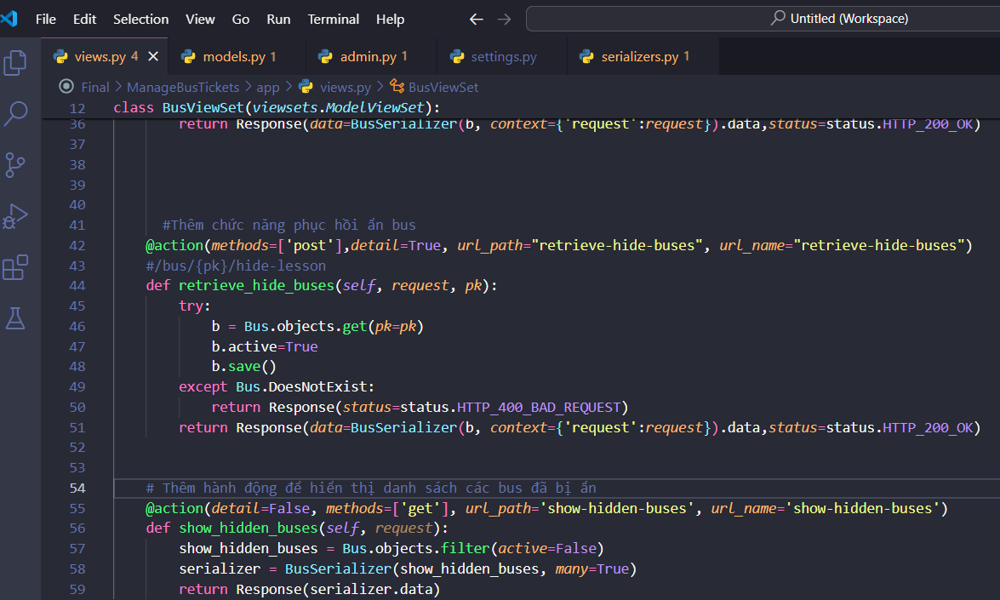 File Edit Selection View Go Run Terminal Help Untitled (Workspace)
views.py 4 models.py 1 admin.py 1 settings.py serializers.py 1
Final > ManageBusTickets > app > views.py > BusViewSet
12 class BusViewSet(viewsets.ModelViewSet):
36 return Response(data=BusSerializer(b, context={'request':request}).data,status=status.HTTP_200_OK)
37
38
39
40
41 #Thêm chức năng phục hồi ẩn bus
42 @action(methods=['post'],detail=True, url_path="retrieve-hide-buses", url_name="retrieve-hide-buses")
43 #/bus/{pk}/hide-lesson
44 def retrieve_hide_buses(self, request, pk):
45 try:
46 b = Bus.objects.get(pk=pk)
47 b.active=True
48 b.save()
49 except Bus.DoesNotExist:
50 return Response(status=status.HTTP_400_BAD_REQUEST)
51 return Response(data=BusSerializer(b, context={'request':request}).data,status=status.HTTP_200_OK)
52
53
54 # Thêm hành động để hiển thị danh sách các bus đã bị ẩn
55 @action(detail=False, methods=['get'], url_path='show-hidden-buses', url_name='show-hidden-buses')
56 def show_hidden_buses(self, request):
57 show_hidden_buses = Bus.objects.filter(active=False)
58 serializer = BusSerializer(show_hidden_buses, many=True)
59 return Response(serializer.data)